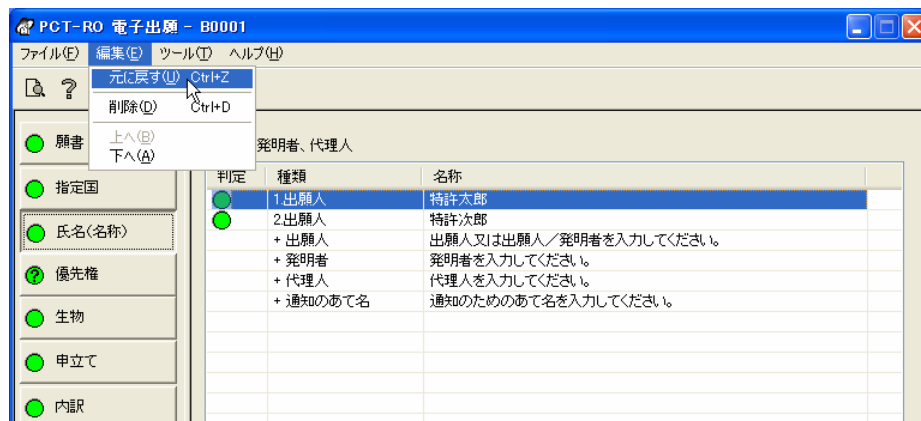 PCT-RO 電子出願 - B0001
ファイル(F) 編集(E) ツール(T) ヘルプ(H)
元に戻す(U) Ctrl+Z
削除(D) Ctrl+D
上へ(B)
下へ(A)
願書
指定国
氏名(名称)
優先権
生物
申立て
内訳
発明者、代理人
判定 種類 名称
1.出願人 特許太郎
2.出願人 特許次郎
+ 出願人 出願人又は出願人／発明者を入力してください。
+ 発明者 発明者を入力してください。
+ 代理人 代理人を入力してください。
+ 通知のあて名 通知のためのあて名を入力してください。